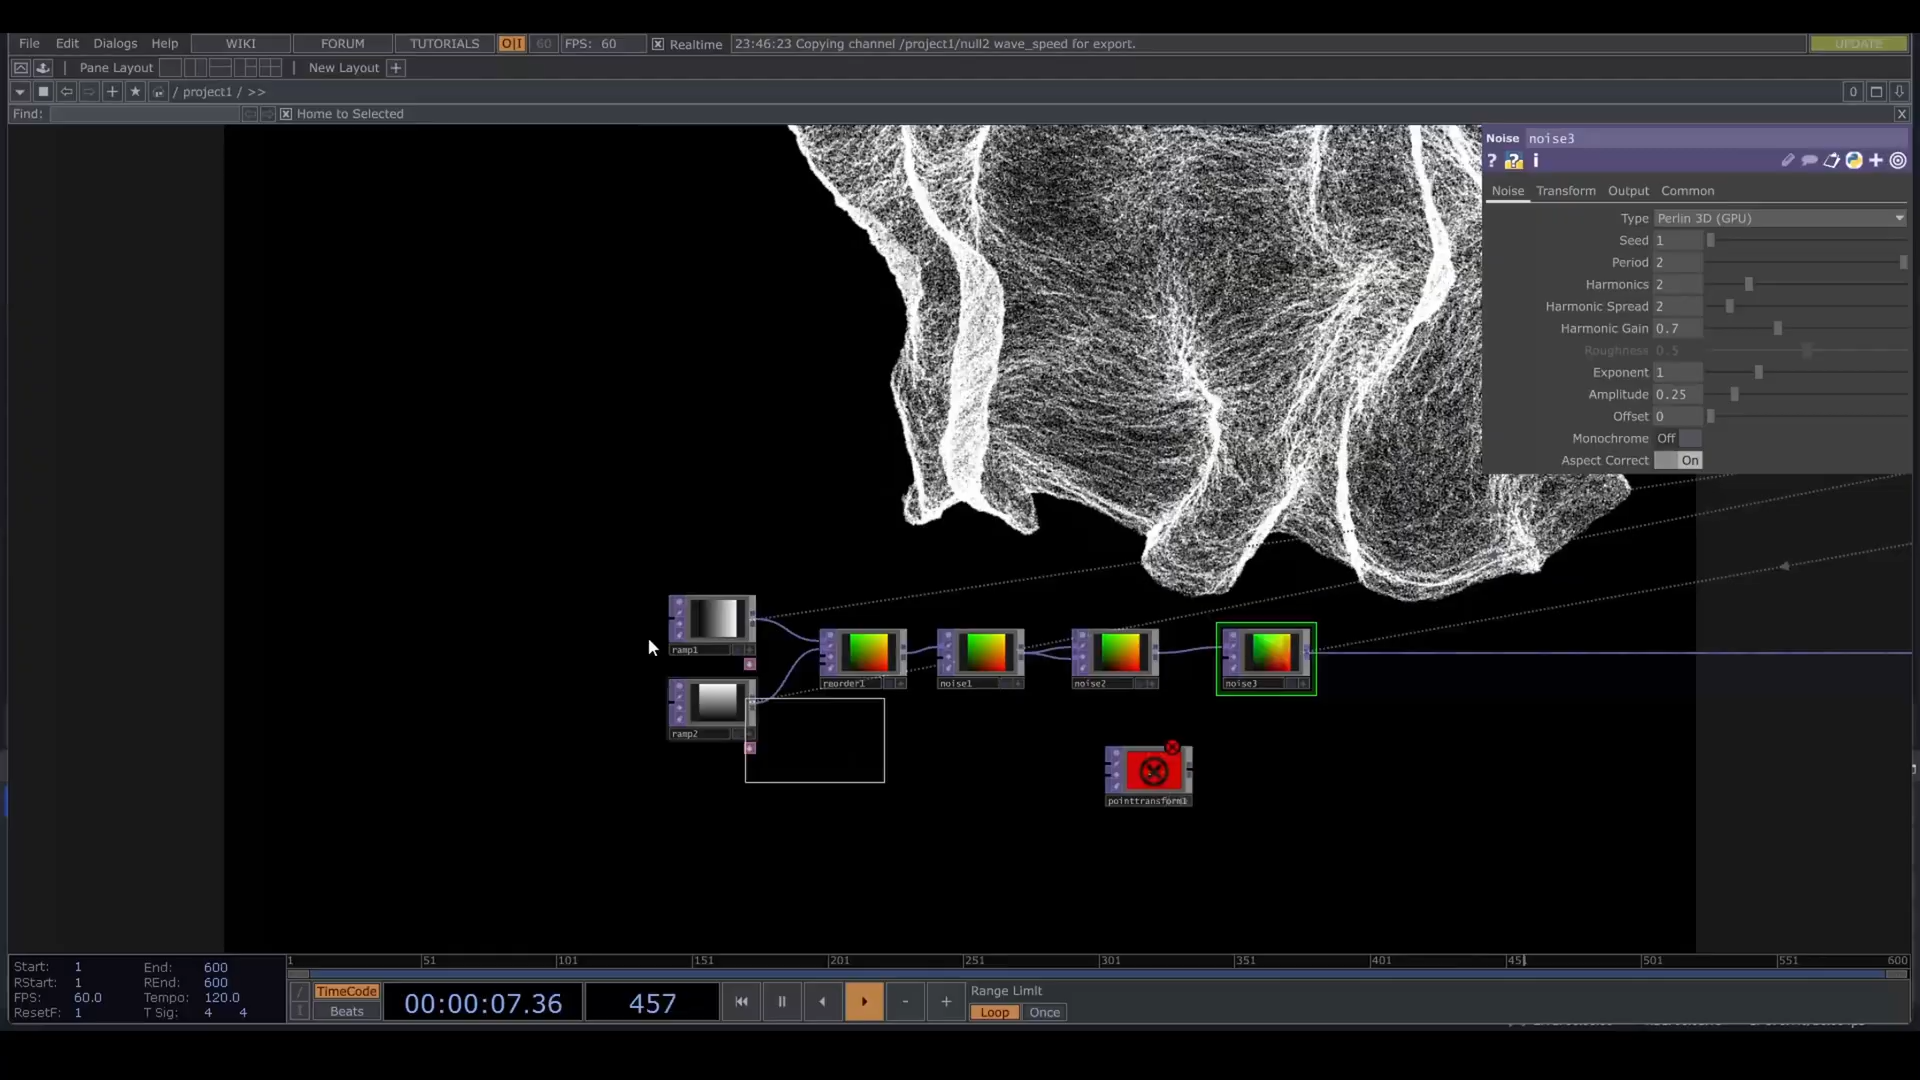 File Edit Dialogs Help WIKI FORUM TUTORIALS O|I 60 FPS: 60 Realtime 23:46:23 Copying channel /project1/null2 wave_speed for export. UPDATE
Pane Layout New Layout +
/ project1 / >> 0
Find: Home to Selected X
Noise noise3
? ? i
Noise Transform Output Common
Type Perlin 3D (GPU)
Seed 1
Period 2
Harmonics 2
Harmonic Spread 2
Harmonic Gain 0.7
Roughness 0.5
Exponent 1
Amplitude 0.25
Offset 0
Monochrome Off
Aspect Correct On
ramp1
reorder1 noise1 noise2 noise3
ramp2
pointtransform1
1 51 101 151 201 251 301 351 401 451 501 551 600
Start: 1 End: 600
RStart: 1 REnd: 600
FPS: 60.0 Tempo: 120.0
ResetF: 1 T Sig: 4 4
TimeCode
Beats
00:00:07.36 457
- +
Range Limit
Loop Once